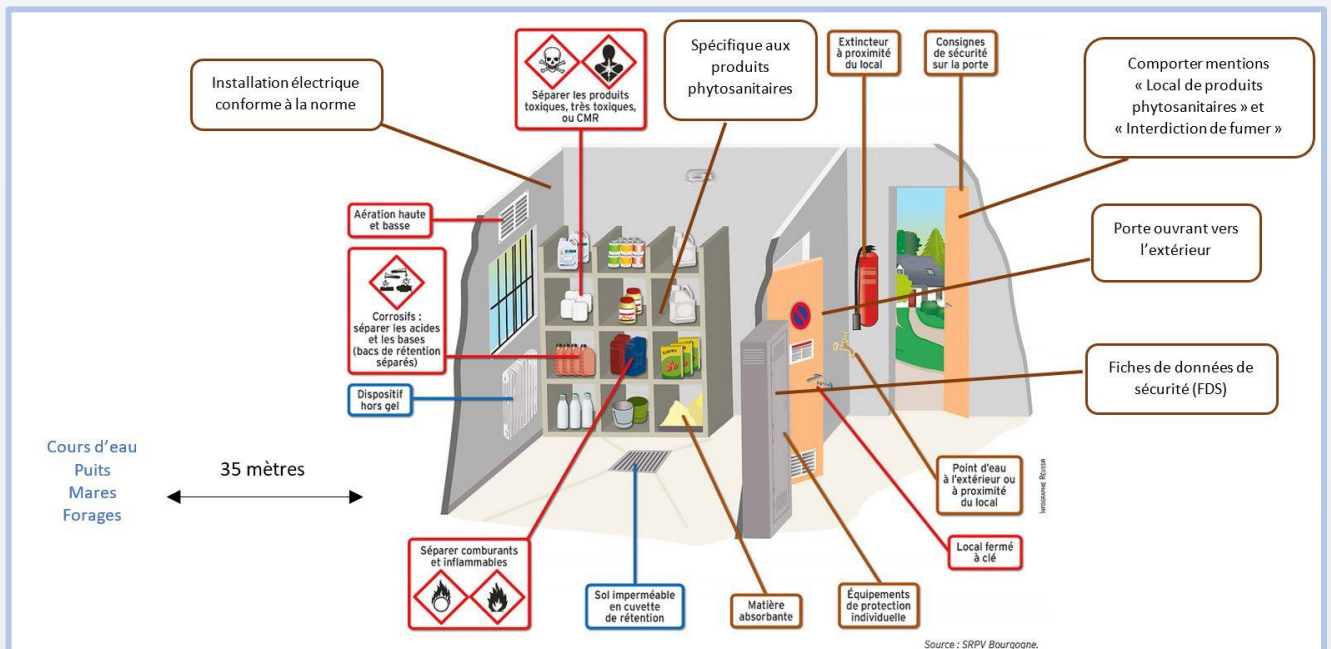 Installation électrique
conforme à la norme
Séparer les produits
toxiques, très toxiques,
ou CMR
Spécifique aux
produits
phytosanitaires
Extincteur
à proximité
du local
Consignes
de sécurité
sur la porte
Comporter mentions
« Local de produits
phytosanitaires » et
« Interdiction de fumer »
Aération haute
et basse
Porte ouvrant vers
l’extérieur
Corrosifs :
séparer les acides
et les bases
(bacs de rétention
séparés)
Dispositif
hors gel
Fiches de données de
sécurité (FDS)
Cours d’eau
Puits
Mares
Forages
35 mètres
Point d'eau
à l'extérieur ou
à proximité
du local
INFOGRAPHIE RÉUSSIR
Local fermé
à clé
Séparer comburants
et inflammables
Sol imperméable
en cuvette
de rétention
Matière
absorbante
Équipements
de protection
individuelle
Source : SRPV Bourgogne.